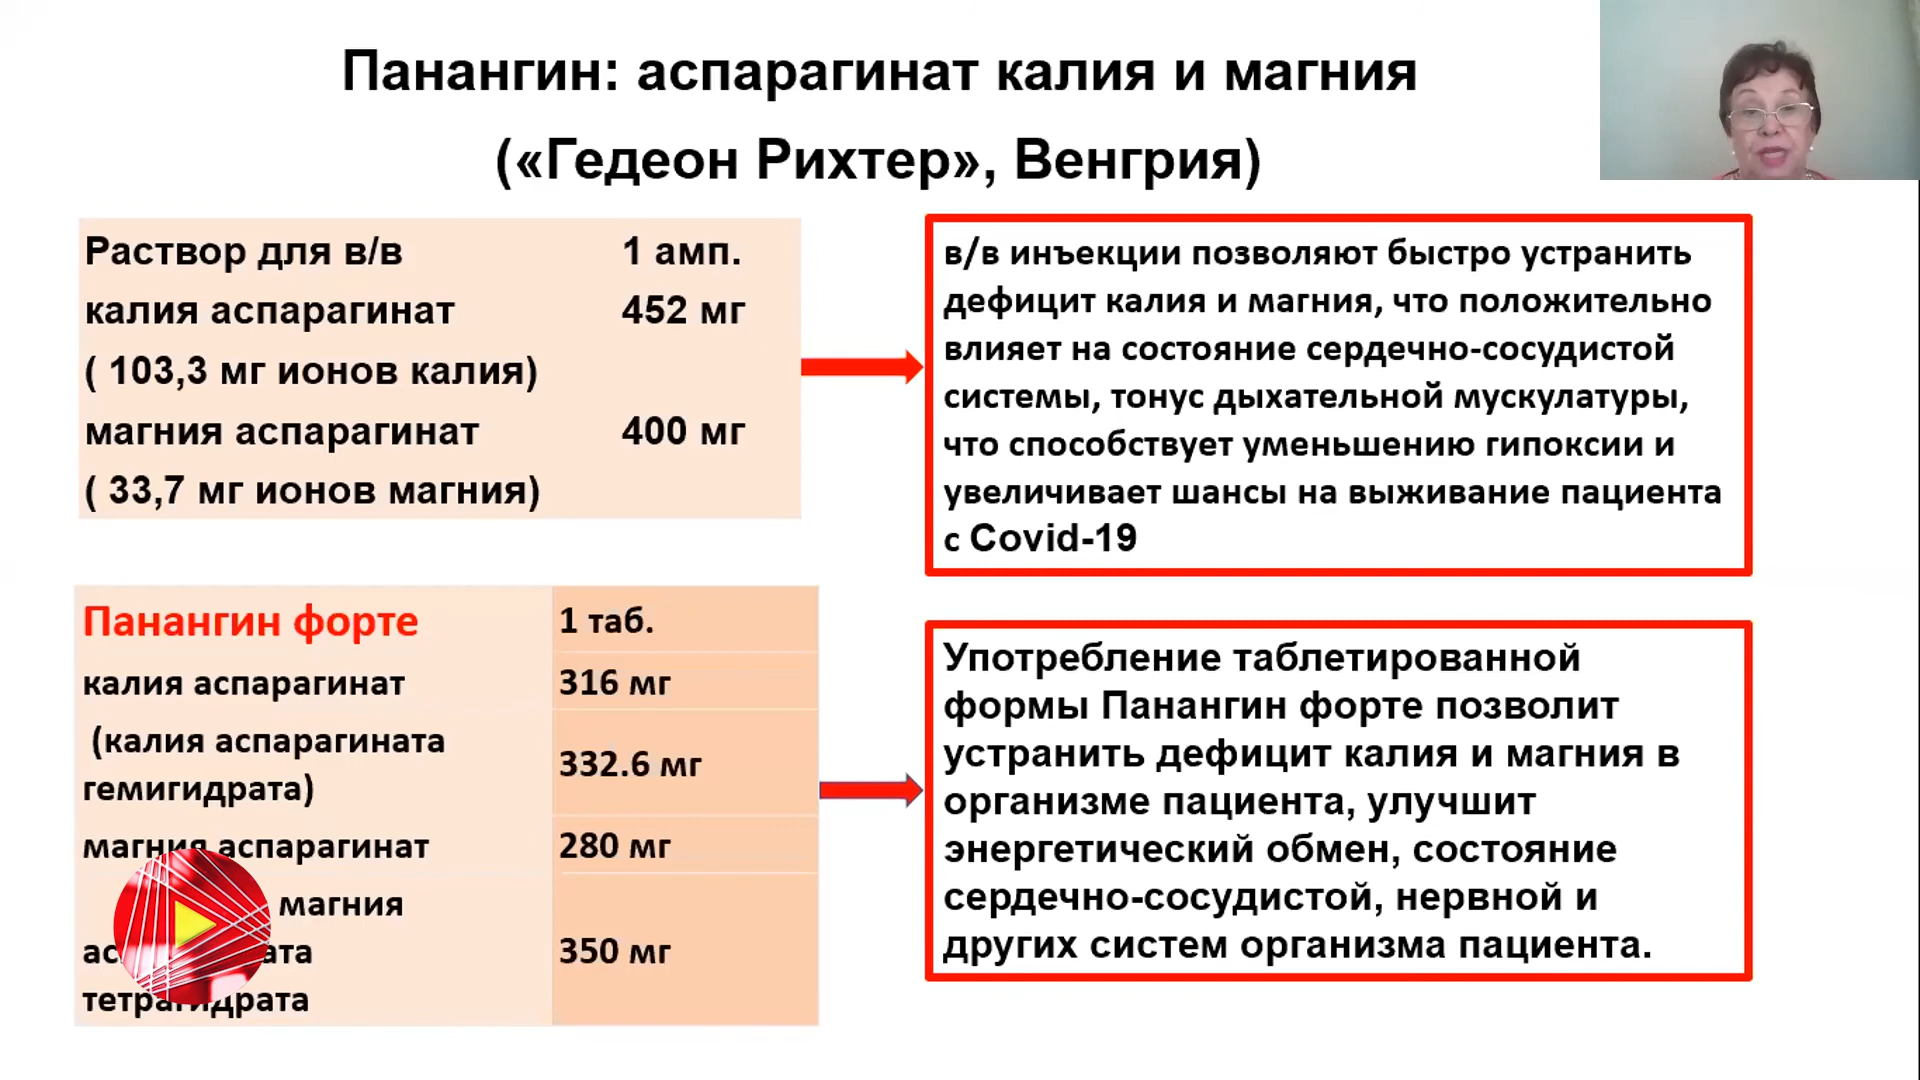 Панангин: аспарагинат калия и магния
(«Гедеон Рихтер», Венгрия)
Раствор для в/в 1 амп.
калия аспарагинат 452 мг
( 103,3 мг ионов калия)
магния аспарагинат 400 мг
( 33,7 мг ионов магния)
в/в инъекции позволяют быстро устранить
дефицит калия и магния, что положительно
влияет на состояние сердечно-сосудистой
системы, тонус дыхательной мускулатуры,
что способствует уменьшению гипоксии и
увеличивает шансы на выживание пациента
с Covid-19
Панангин форте 1 таб.
калия аспарагинат 316 мг
(калия аспарагината
гемигидрата) 332.6 мг
магния аспарагинат 280 мг
магния
350 мг
тетрагидрата
Употребление таблетированной
формы Панангин форте позволит
устранить дефицит калия и магния в
организме пациента, улучшит
энергетический обмен, состояние
сердечно-сосудистой, нервной и
других систем организма пациента.